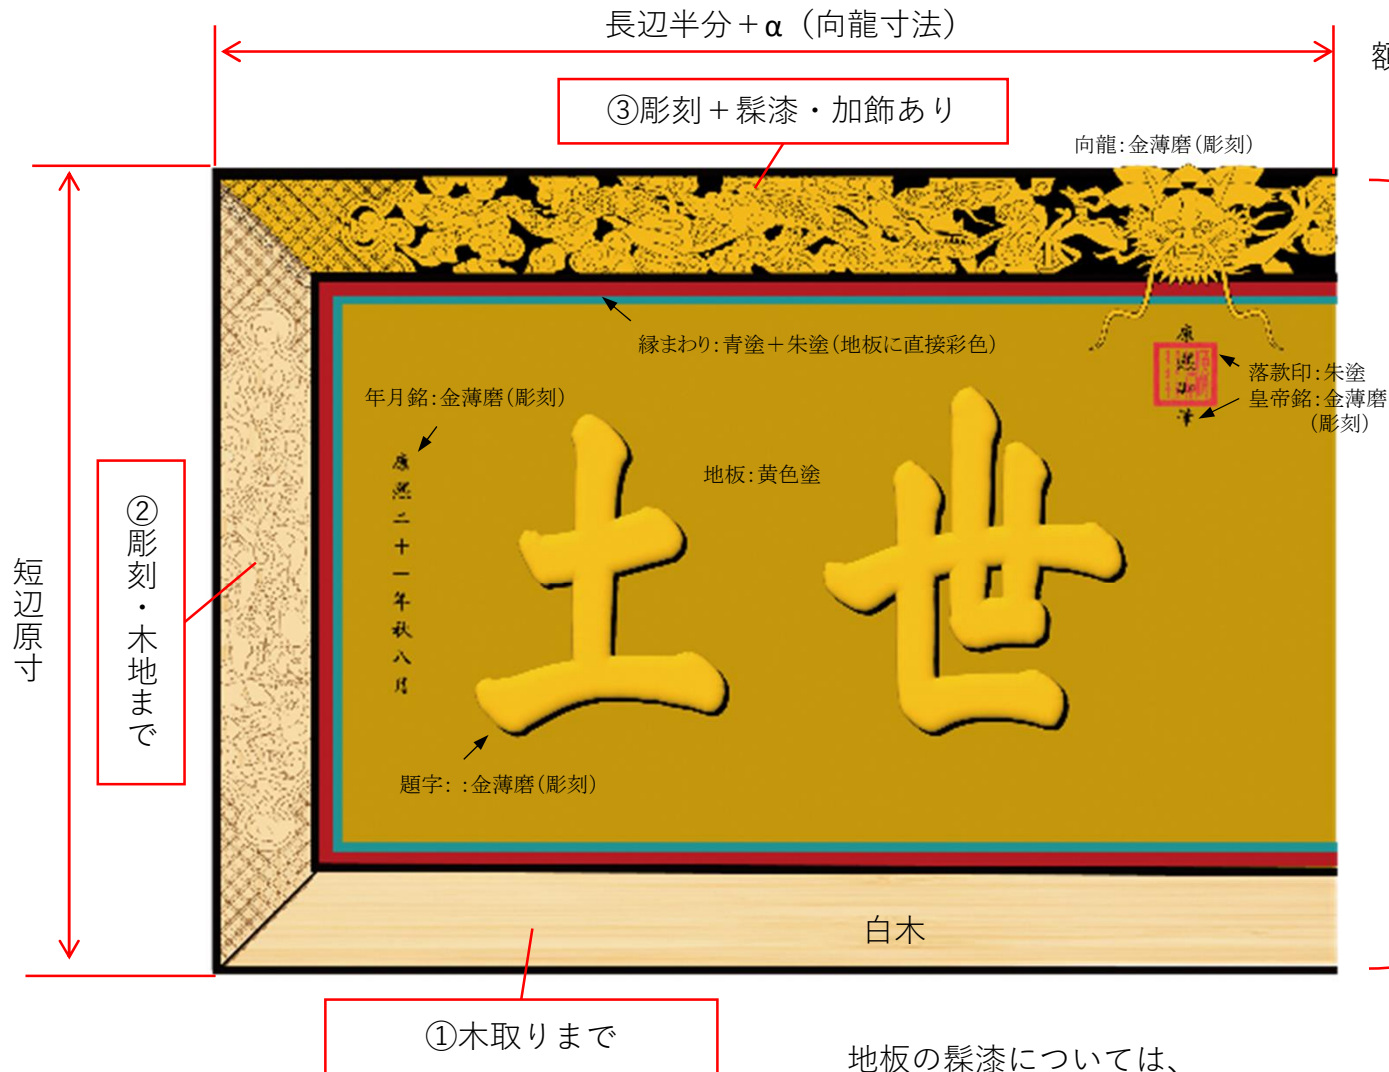 長辺半分＋α（向龍寸法）
額
③彫刻＋髹漆・加飾あり
向龍：金薄磨（彫刻）
縁まわり：青塗＋朱塗（地板に直接彩色）
康熙御筆
落款印：朱塗
皇帝銘：金薄磨
（彫刻）
年月銘：金薄磨（彫刻）
地板：黄色塗
康熙二十一年秋八月
世
土
②彫刻・木地まで
短辺原寸
題字：：金薄磨（彫刻）
白木
①木取りまで
地板の髹漆については、